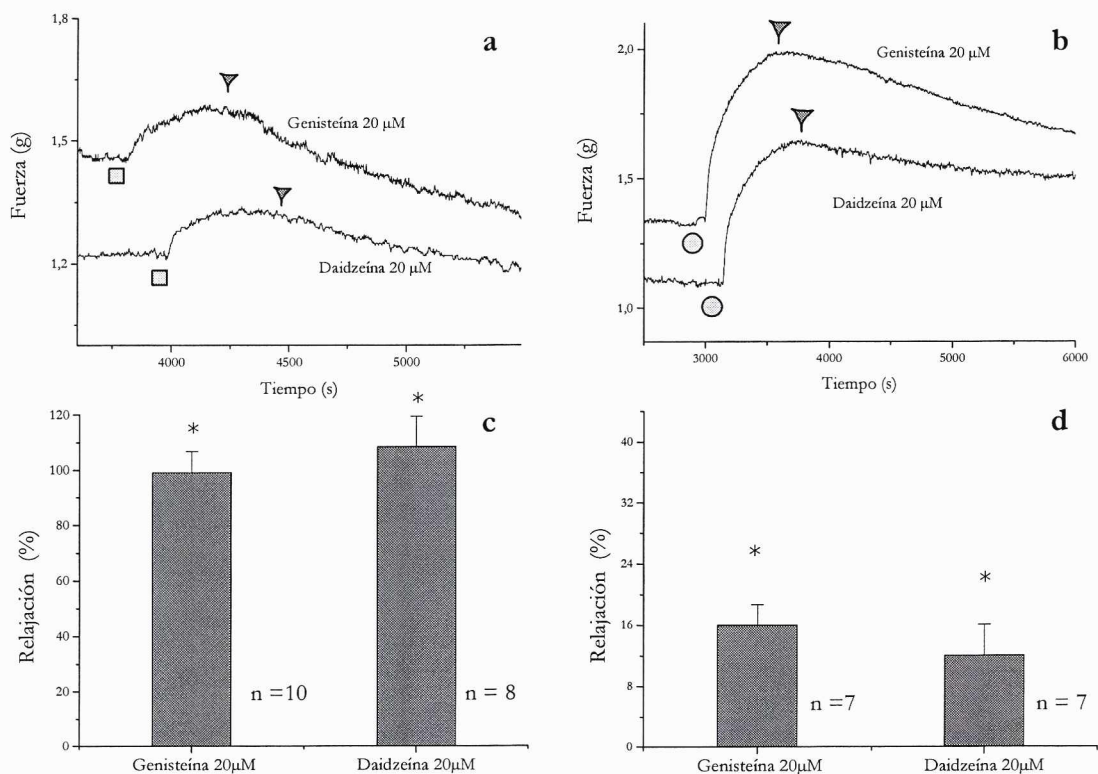 a
1,8
1,5
1,2
Fuerza (g)
Genisteína 20 µM
Daidzeína 20 µM
4000 4500 5000
Tiempo (s)
b
2,0
1,5
1,0
Fuerza (g)
Genisteína 20 µM
Daidzeína 20 µM
3000 4000 5000 6000
Tiempo (s)
c
120
100
80
60
40
20
0
Relajación (%)
*
*
n =10
n = 8
Genisteína 20µM Daidzeína 20µM
d
40
32
24
16
8
0
Relajación (%)
*
*
n =7
n = 7
Genisteína 20µM Daidzeína 20µM